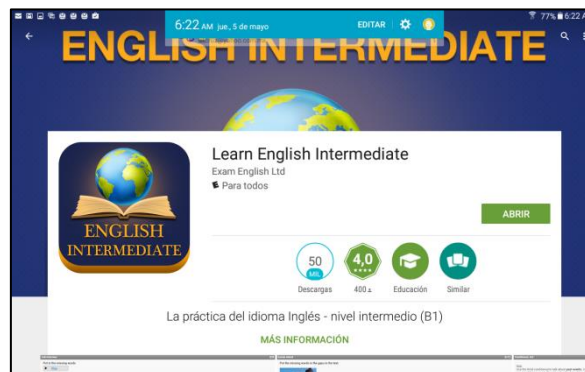 6:22 AM jue., 5 de mayo EDITAR
77% 6:22 A
ENGLISH INTERMEDIATE
Learn English Intermediate
Exam English Ltd
Para todos
ABRIR
ENGLISH
INTERMEDIATE
50
MIL
Descargas
4,0
400
Educación
Similar
La práctica del idioma Inglés - nivel intermedio (B1)
MÁS INFORMACIÓN